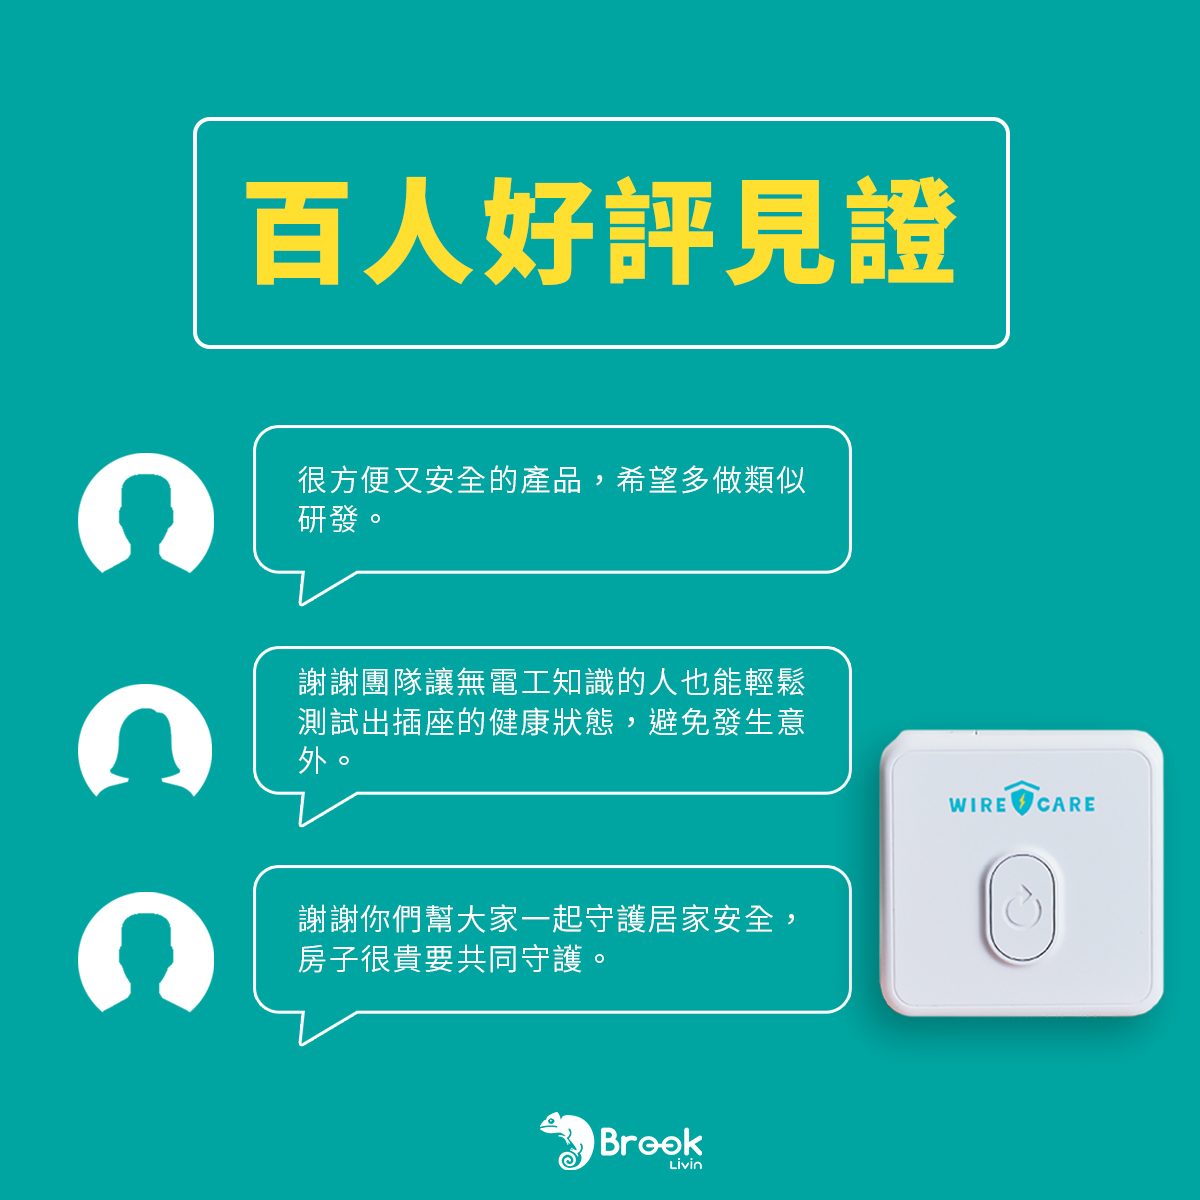 百人好評見證
很方便又安全的產品，希望多做類似
研發。
謝謝團隊讓無電工知識的人也能輕鬆
測試出插座的健康狀態，避免發生意
外。
WIRE CARE
謝謝你們幫大家一起守護居家安全，
房子很貴要共同守護。
Brook
Livin